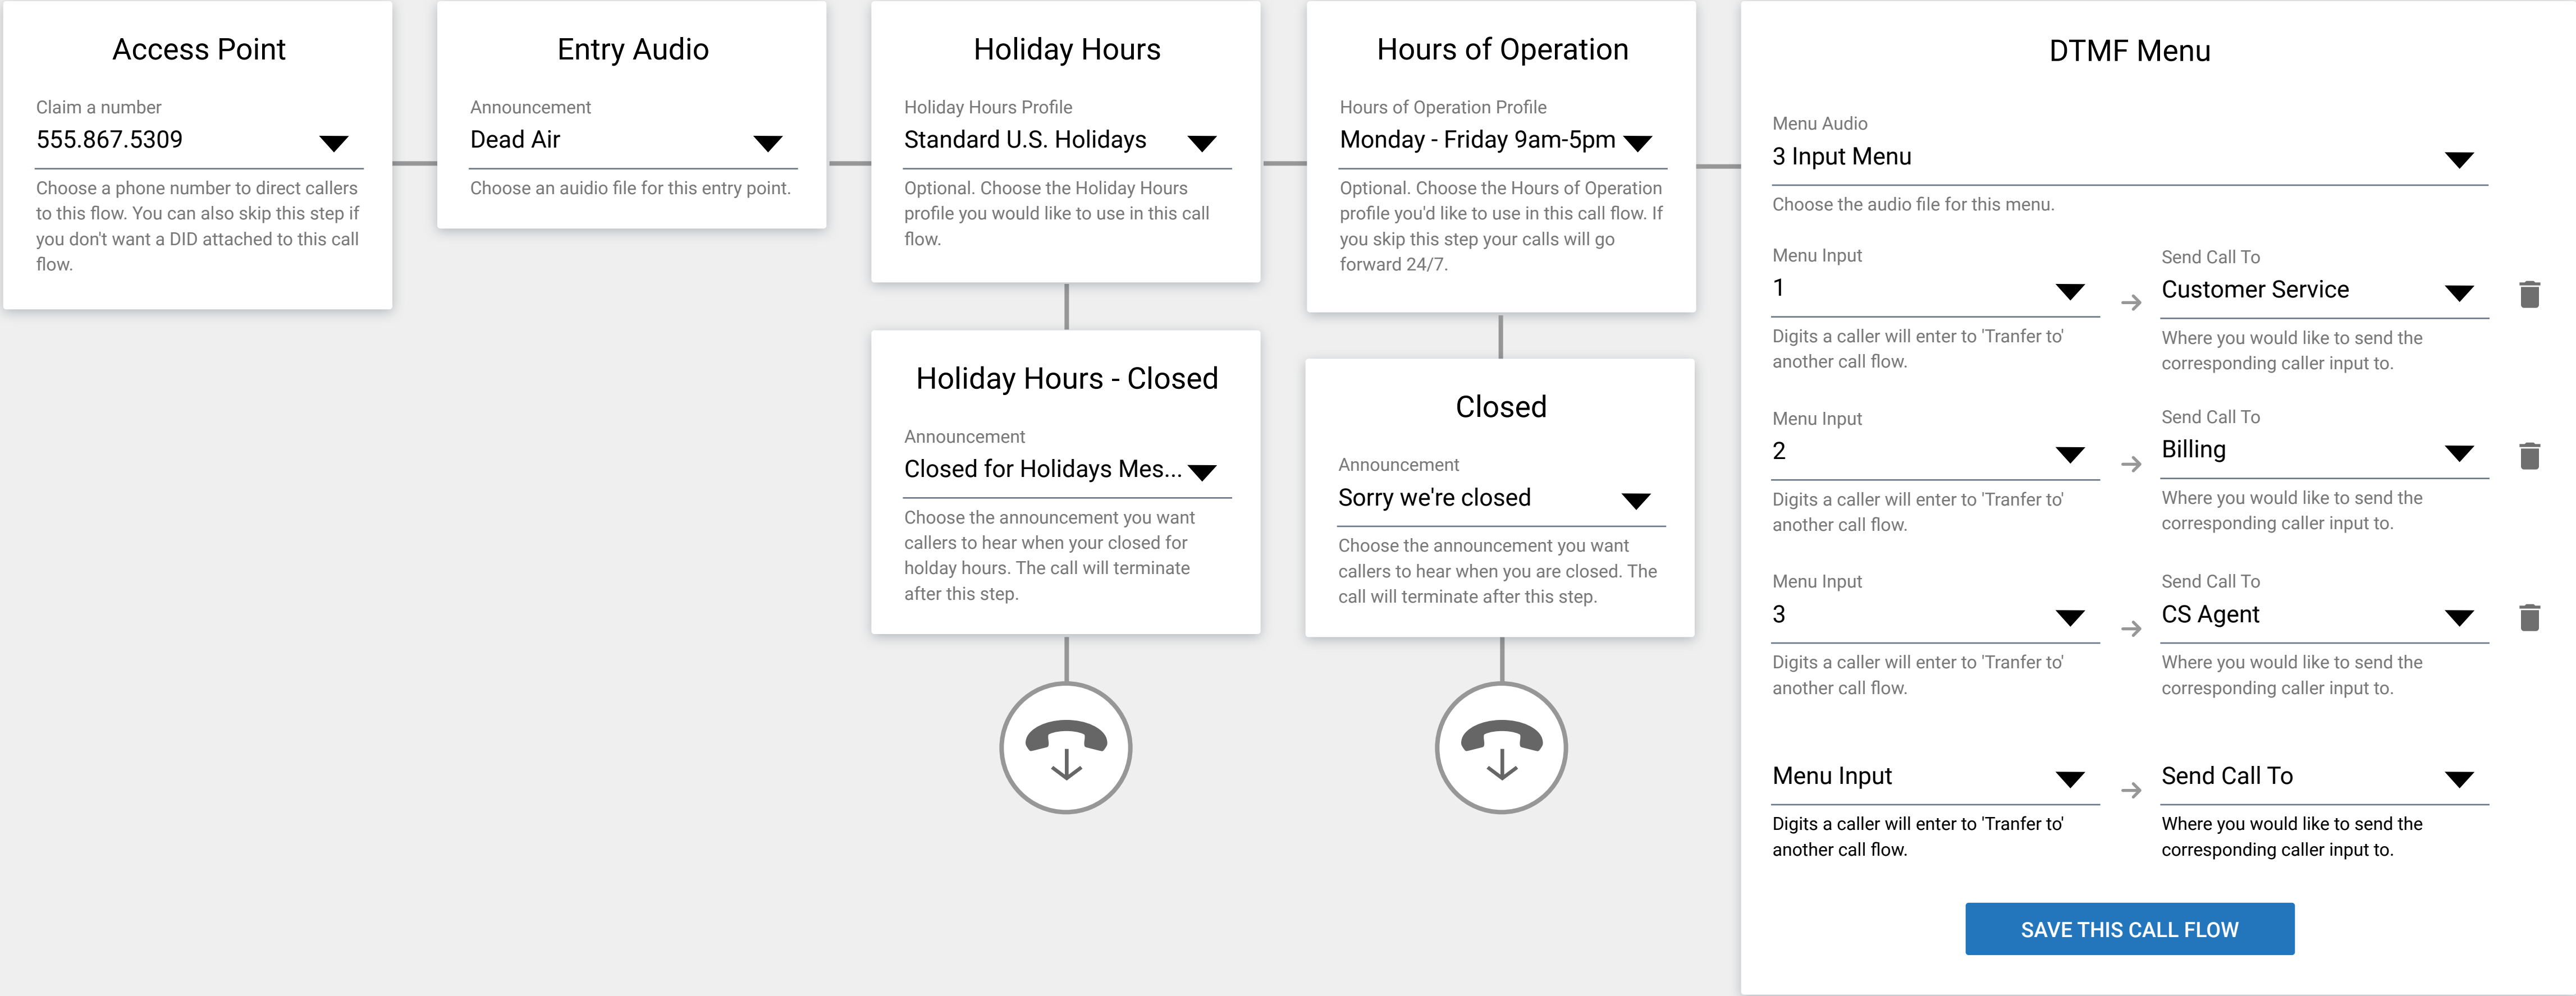 Access Point
Claim a number
555.867.5309
Choose a phone number to direct callers
to this flow. You can also skip this step if
you don't want a DID attached to this call
flow.
Entry Audio
Announcement
Dead Air
Choose an auidio file for this entry point.
Holiday Hours
Holiday Hours Profile
Standard U.S. Holidays
Optional. Choose the Holiday Hours
profile you would like to use in this call
flow.
Holiday Hours - Closed
Announcement
Closed for Holidays Mes...
Choose the announcement you want
callers to hear when your closed for
holday hours. The call will terminate
after this step.
Hours of Operation
Hours of Operation Profile
Monday - Friday 9am-5pm
Optional. Choose the Hours of Operation
profile you'd like to use in this call flow. If
you skip this step your calls will go
forward 24/7.
Closed
Announcement
Sorry we're closed
Choose the announcement you want
callers to hear when you are closed. The
call will terminate after this step.
DTMF Menu
Menu Audio
3 Input Menu
Choose the audio file for this menu.
Menu Input
1
Digits a caller will enter to 'Tranfer to'
another call flow.
Send Call To
Customer Service
Where you would like to send the
corresponding caller input to.
Menu Input
2
Digits a caller will enter to 'Tranfer to'
another call flow.
Send Call To
Billing
Where you would like to send the
corresponding caller input to.
Menu Input
3
Digits a caller will enter to 'Tranfer to'
another call flow.
Send Call To
CS Agent
Where you would like to send the
corresponding caller input to.
Menu Input
Digits a caller will enter to 'Tranfer to'
another call flow.
Send Call To
Where you would like to send the
corresponding caller input to.
SAVE THIS CALL FLOW